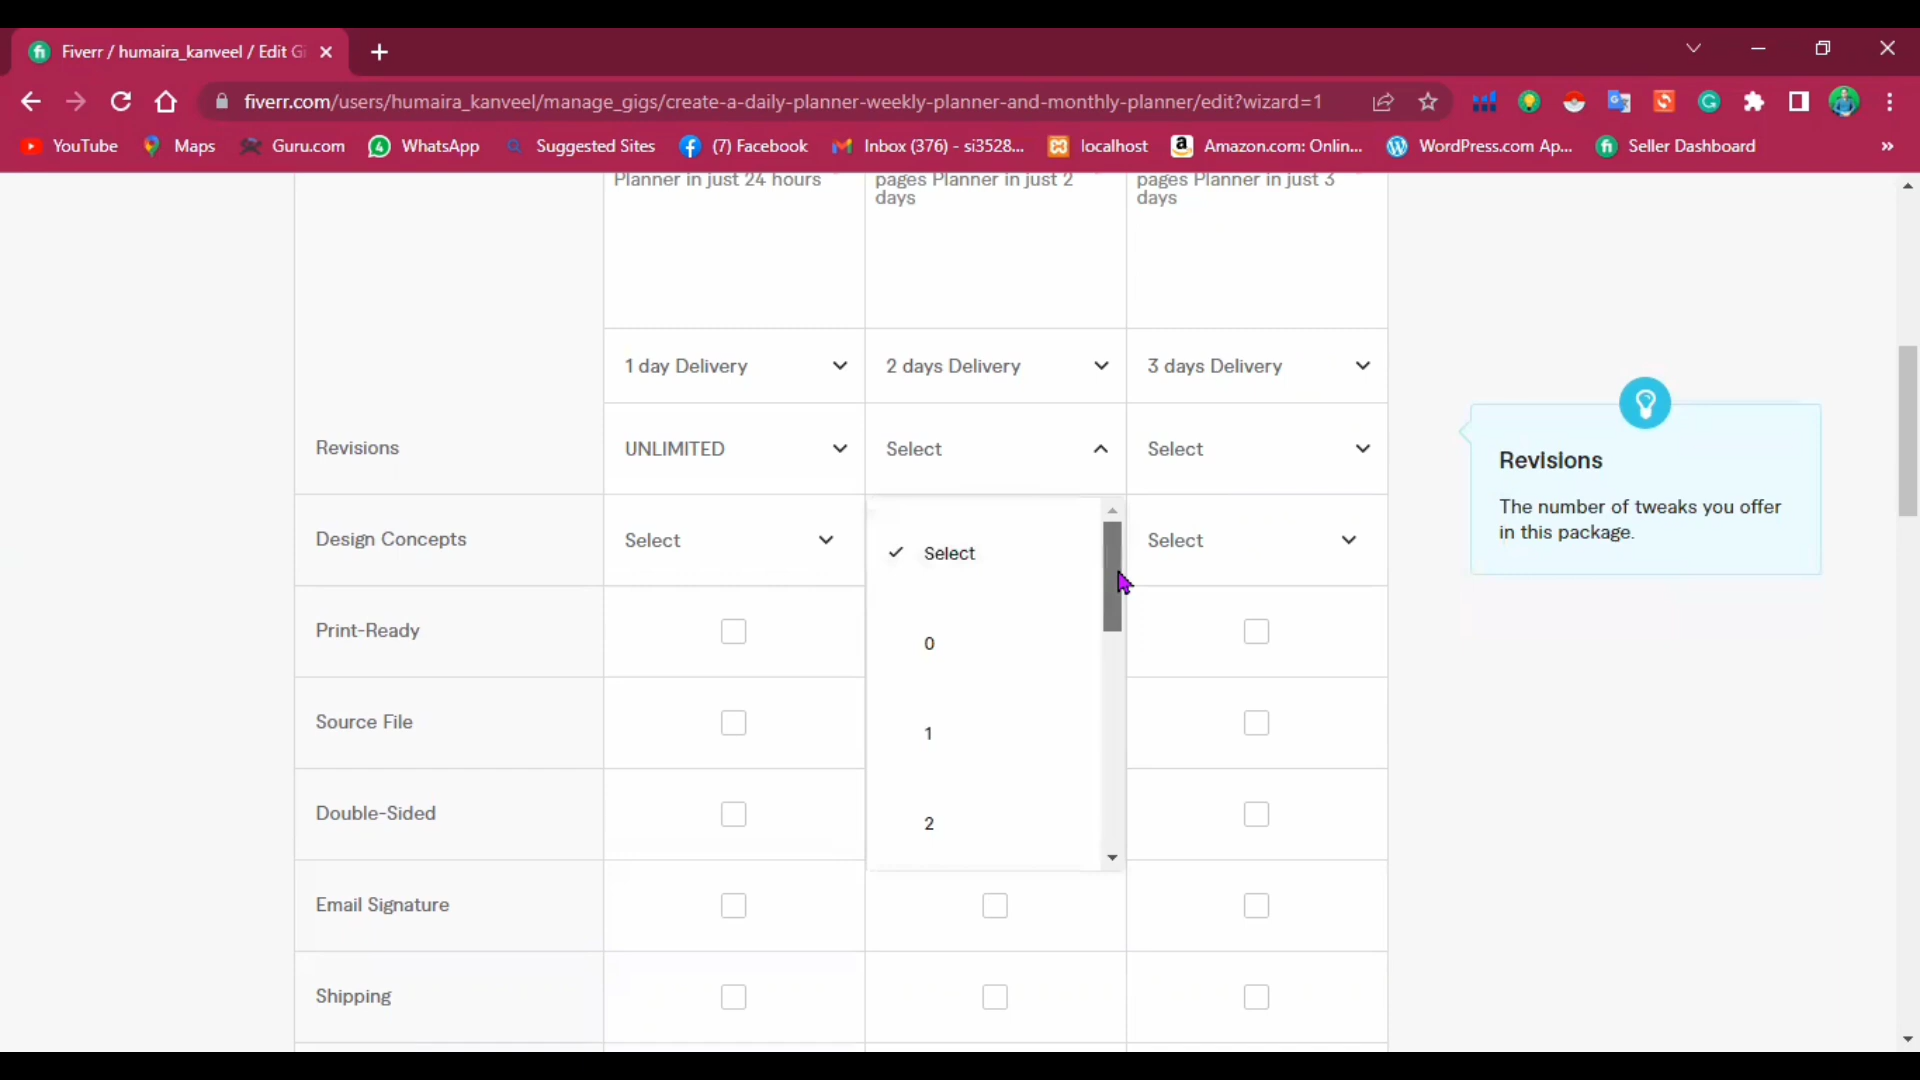 Fiverr / humaira_kanveel / Edit Gi
fiverr.com/users/humaira_kanveel/manage_gigs/create-a-daily-planner-weekly-planner-and-monthly-planner/edit?wizard=1
YouTube Maps Guru.com WhatsApp Suggested Sites (7) Facebook Inbox (376) - si3528... localhost Amazon.com: Onlin... WordPress.com Ap... Seller Dashboard »
Planner in just 24 hours
pages Planner in just 2
days
pages Planner in just 3
days
1 day Delivery 2 days Delivery 3 days Delivery
Revisions UNLIMITED Select Select
Design Concepts Select Select
Select
0
1
2
Print-Ready
Source File
Double-Sided
Email Signature
Shipping
Revisions
The number of tweaks you offer
in this package.